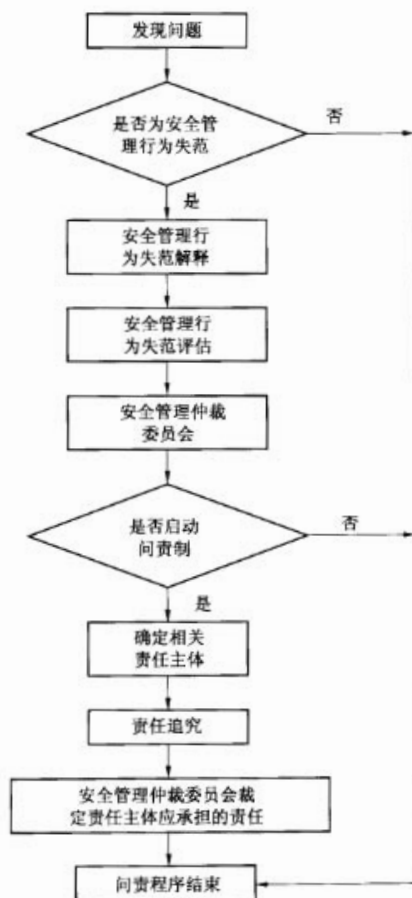 发现问题
是否为安全管
理行为失范
否
是
安全管理行
为失范解释
安全管理行
为失范评估
安全管理仲裁
委员会
是否启动
问责制
否
是
确定相关
责任主体
责任追究
安全管理仲裁委员会裁
定责任主体应承担的责任
问责程序结束